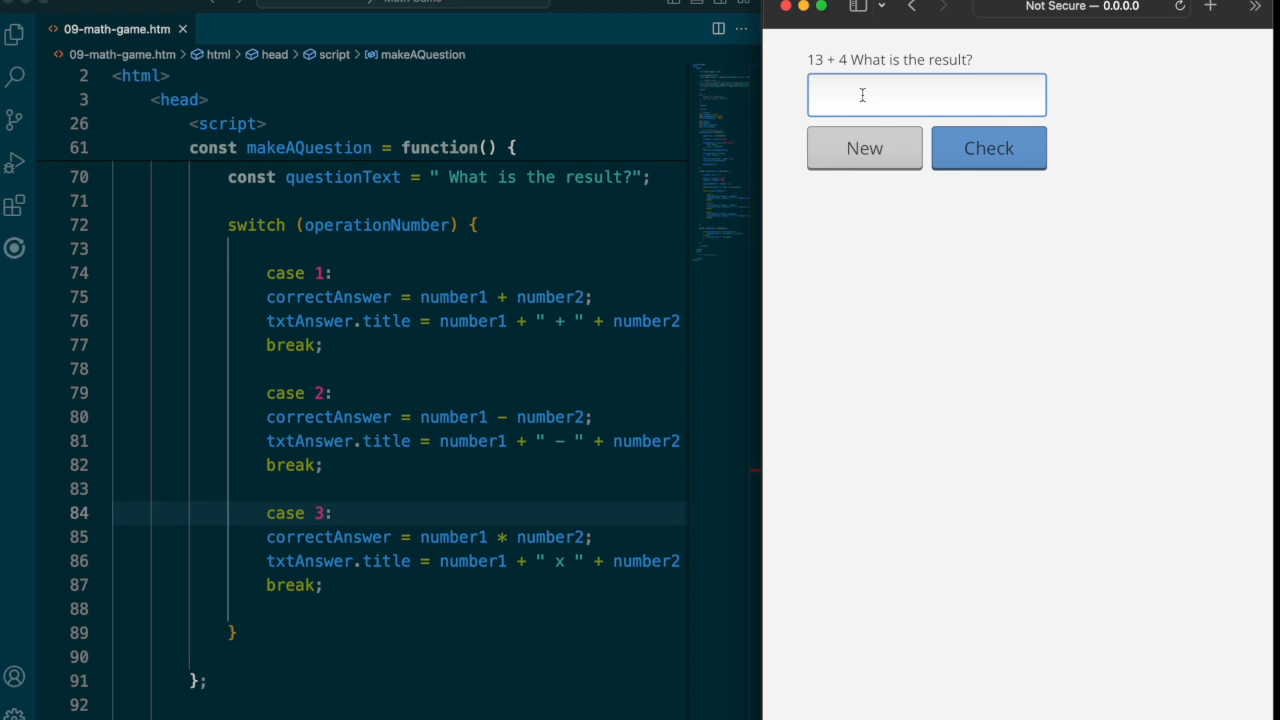 09-math-game.htm
09-math-game.htm > html > head > script > makeAQuestion
2 <html>
3 <head>
26 <script>
61 const makeAQuestion = function() {
70 const questionText = " What is the result?";
71
72 switch (operationNumber) {
73
74 case 1:
75 correctAnswer = number1 + number2;
76 txtAnswer.title = number1 + " + " + number2
77 break;
78
79 case 2:
80 correctAnswer = number1 - number2;
81 txtAnswer.title = number1 + " - " + number2
82 break;
83
84 case 3:
85 correctAnswer = number1 * number2;
86 txtAnswer.title = number1 + " x " + number2
87 break;
88
89 }
90
91 };
92
Not Secure — 0.0.0.0
13 + 4 What is the result?
New
Check